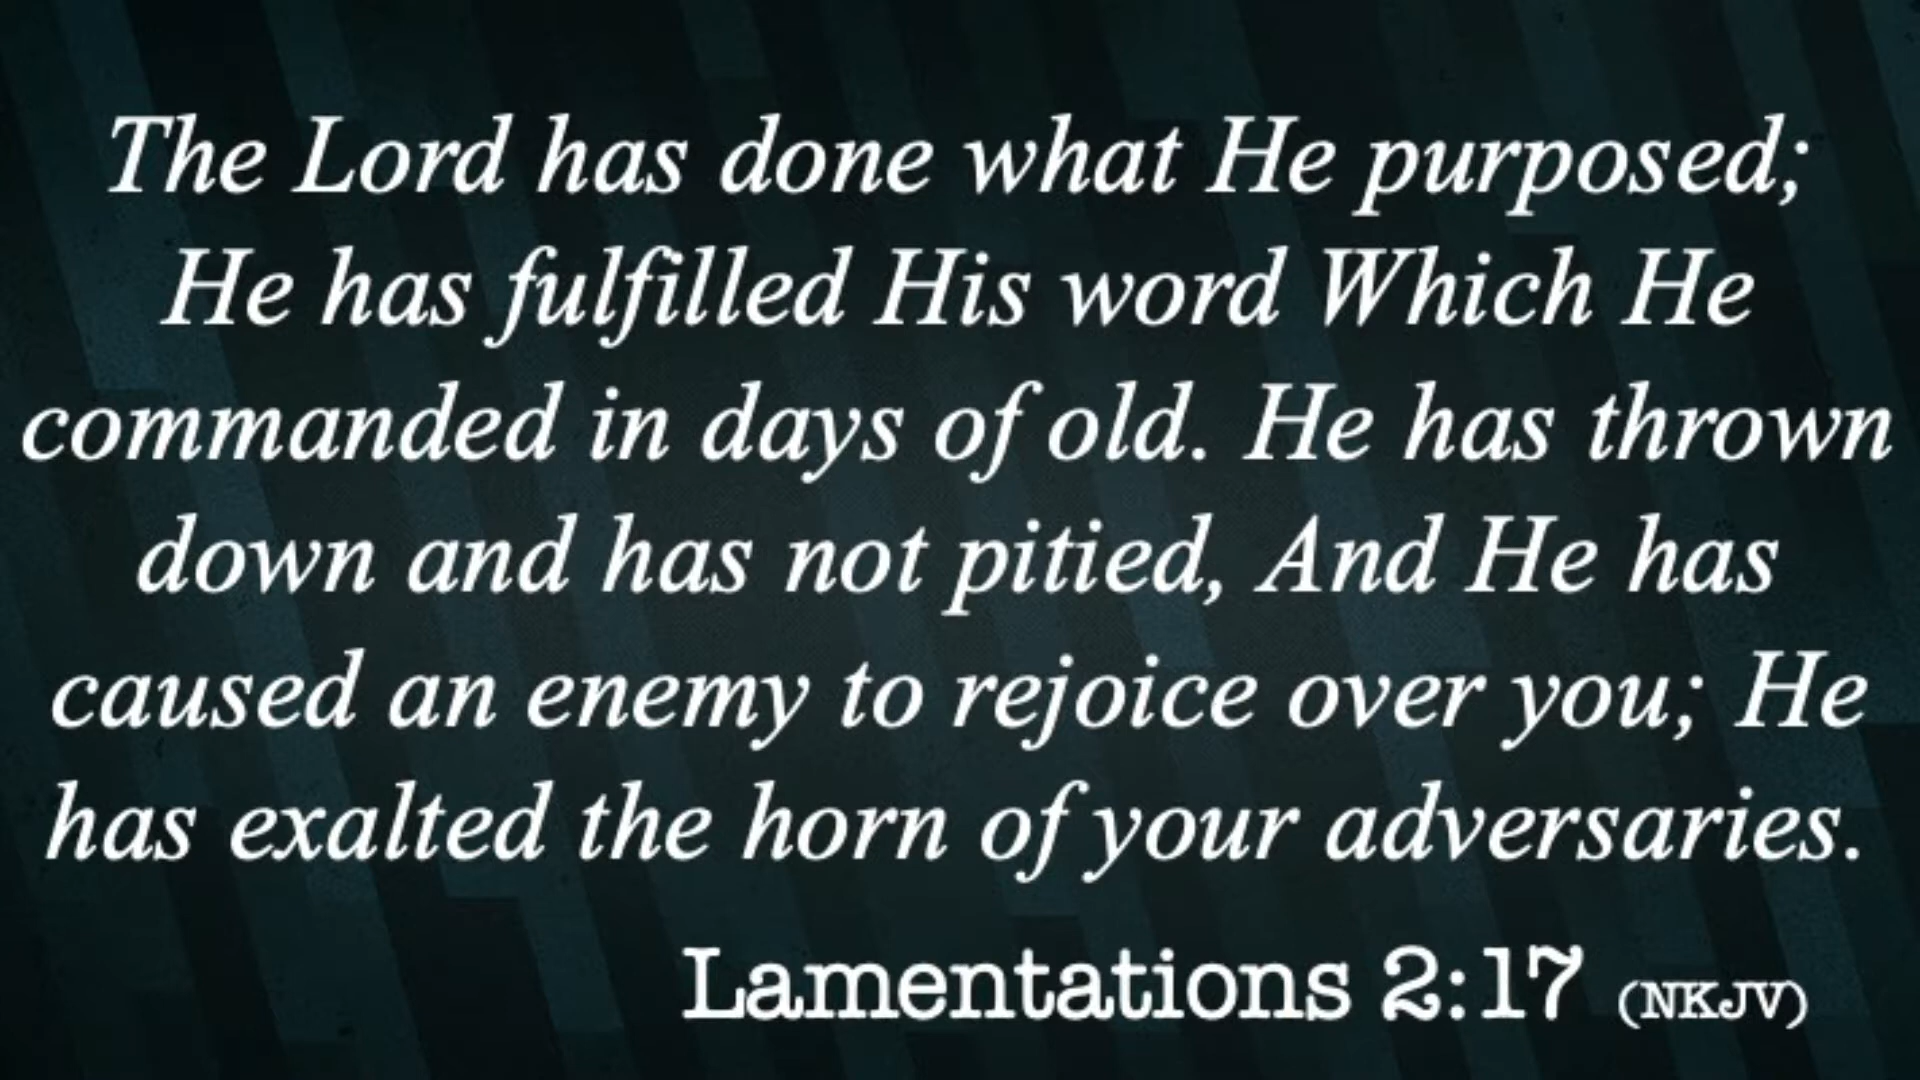 The Lord has done what He purposed;
He has fulfilled His word Which He
commanded in days of old. He has thrown
down and has not pitied, And He has
caused an enemy to rejoice over you; He
has exalted the horn of your adversaries.
Lamentations 2:17 (NKJV)